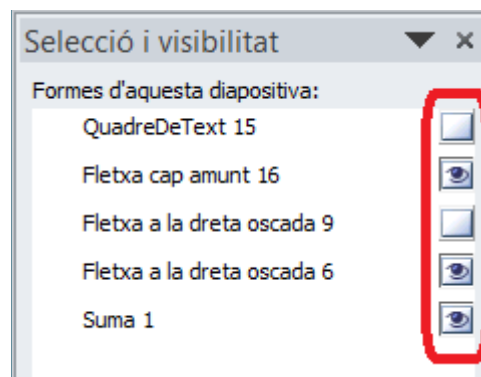 Selecció i visibilitat
Formes d'aquesta diapositiva:
QuadreDeText 15
Fletxa cap amunt 16
Fletxa a la dreta oscada 9
Fletxa a la dreta oscada 6
Suma 1